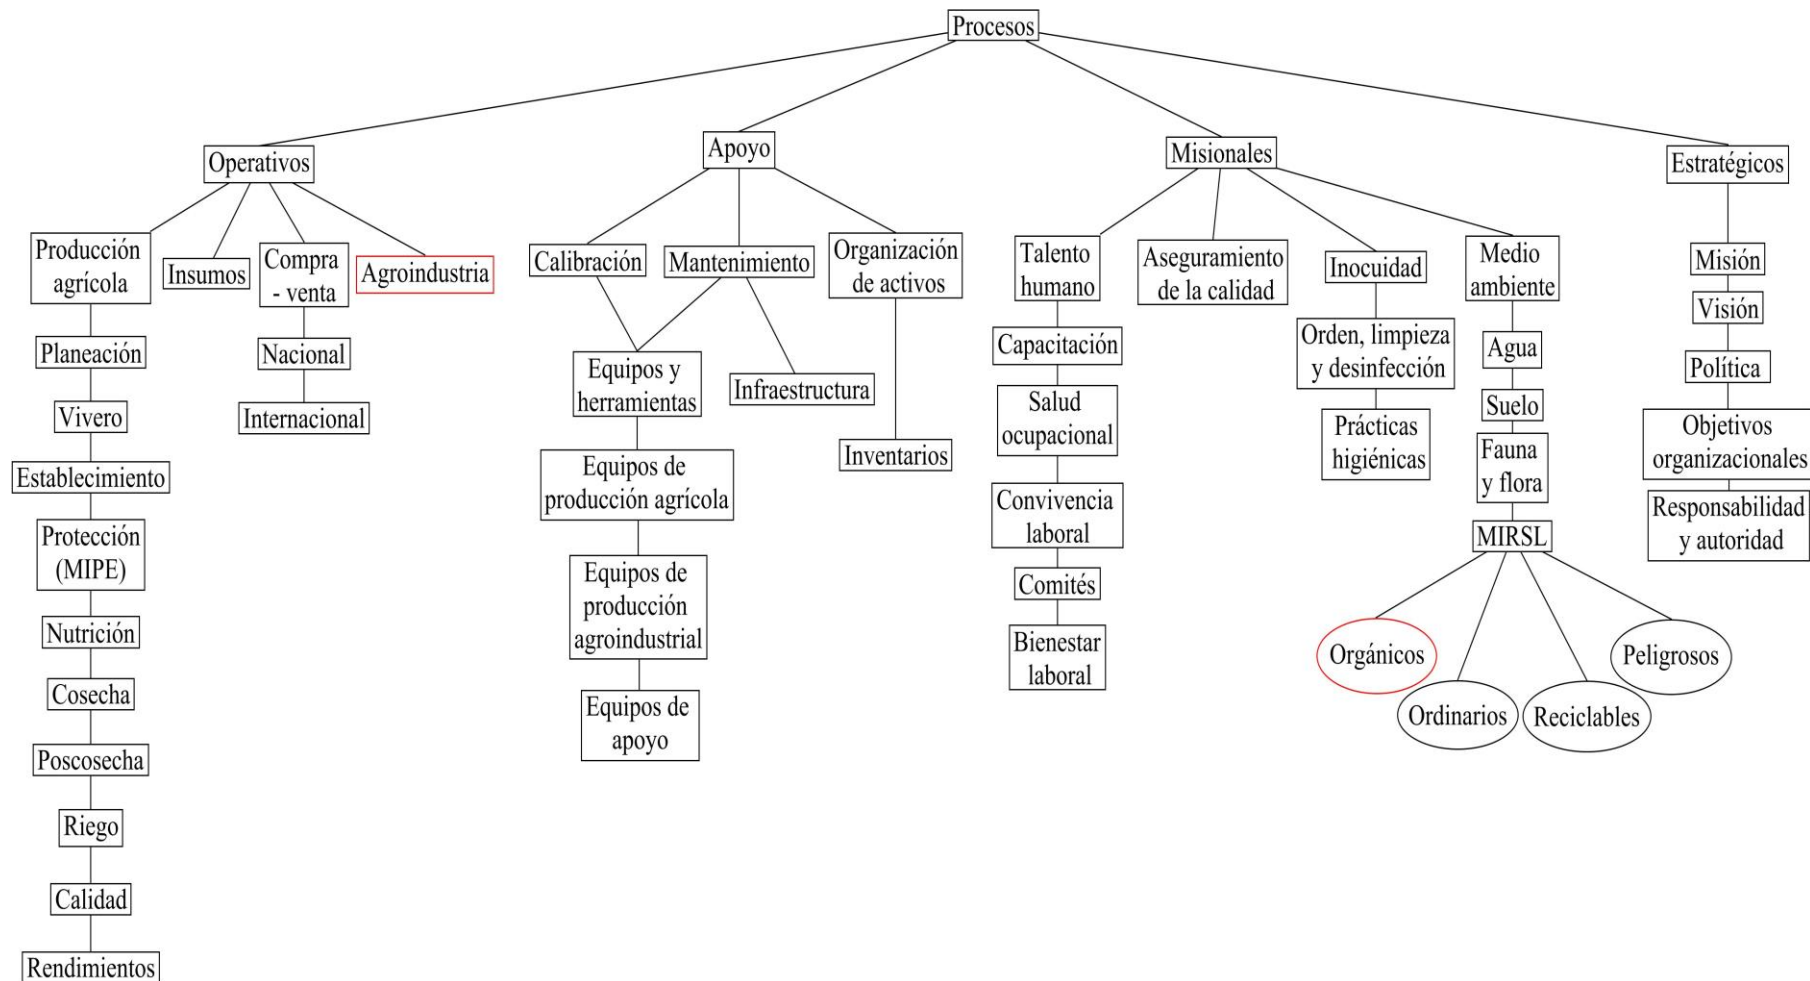 Procesos
Operativos
Apoyo
Misionales
Estratégicos
Producción
agrícola
Insumos
Compra
- venta
Agroindustria
Planeación
Nacional
Vivero
Internacional
Establecimiento
Protección
(MIPE)
Nutrición
Cosecha
Poscosecha
Riego
Calidad
Rendimientos
Calibración
Mantenimiento
Organización
de activos
Equipos y
herramientas
Infraestructura
Inventarios
Equipos de
producción agrícola
Equipos de
producción
agroindustrial
Equipos de
apoyo
Talento
humano
Aseguramiento
de la calidad
Inocuidad
Medio
ambiente
Capacitación
Salud
ocupacional
Convivencia
laboral
Comités
Bienestar
laboral
Orden, limpieza
y desinfección
Prácticas
higiénicas
Agua
Suelo
Fauna
y flora
MIRSL
Orgánicos
Ordinarios
Reciclables
Peligrosos
Misión
Visión
Política
Objetivos
organizacionales
Responsabilidad
y autoridad